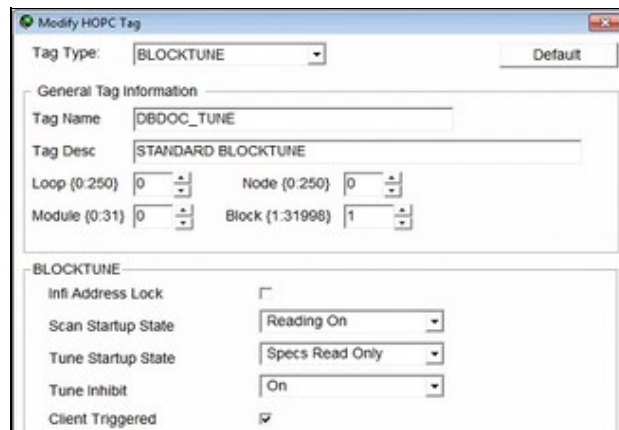 Modify HOPC Tag
Tag Type: BLOCKTUNE Default
General Tag Information
Tag Name DBDOC_TUNE
Tag Desc STANDARD BLOCKTUNE
Loop {0:250} 0 Node {0:250} 0
Module {0:31} 0 Block {1:31998} 1
BLOCKTUNE
Infi Address Lock
Scan Startup State Reading On
Tune Startup State Specs Read Only
Tune Inhibit On
Client Triggered